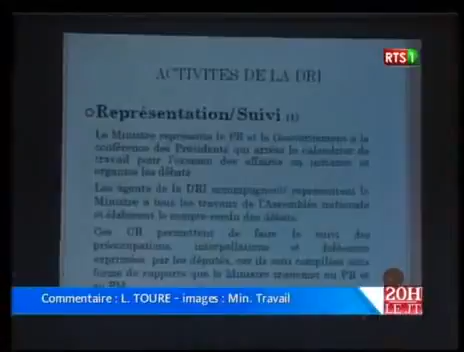 RTS1
ACTIVITES DE LA DRI
Représentation/Suivi (1)
Le Ministre représente le PR et le Gouvernement à la
conférence des Présidents qui arrête le calendrier de
travail pour l'examen des affaires en instance et
organise les débats
Les agents de la DRI accompagnent représentent le
Ministre à tous les travaux de l'Assemblée nationale
et élaborent le compte rendu des débats.
Ces CR permettent de faire le suivi des
préoccupations, interpellations et
exprimées par les députés, car ils sont compilés sous
forme de rapports que le Ministre transmet au PR et
au PM
Commentaire : L. TOURE - images : Min. Travail
20H
LE JT